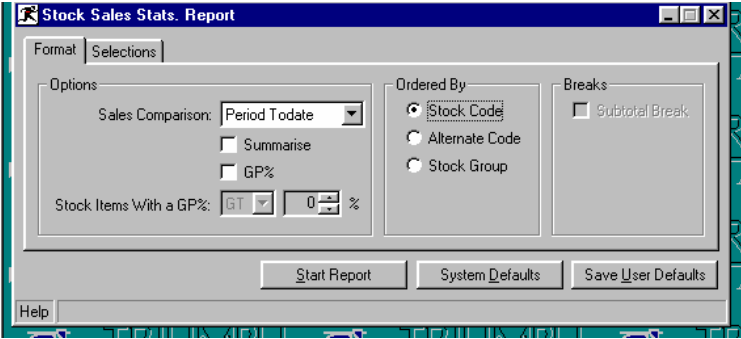 Stock Sales Stats. Report
Format Selections
Options Ordered By Breaks
Sales Comparison: Period Todate Stock Code Subtotal Break
Summarise Alternate Code
GP% Stock Group
Stock Items With a GP%: GT 0 %
Start Report System Defaults Save User Defaults
Help